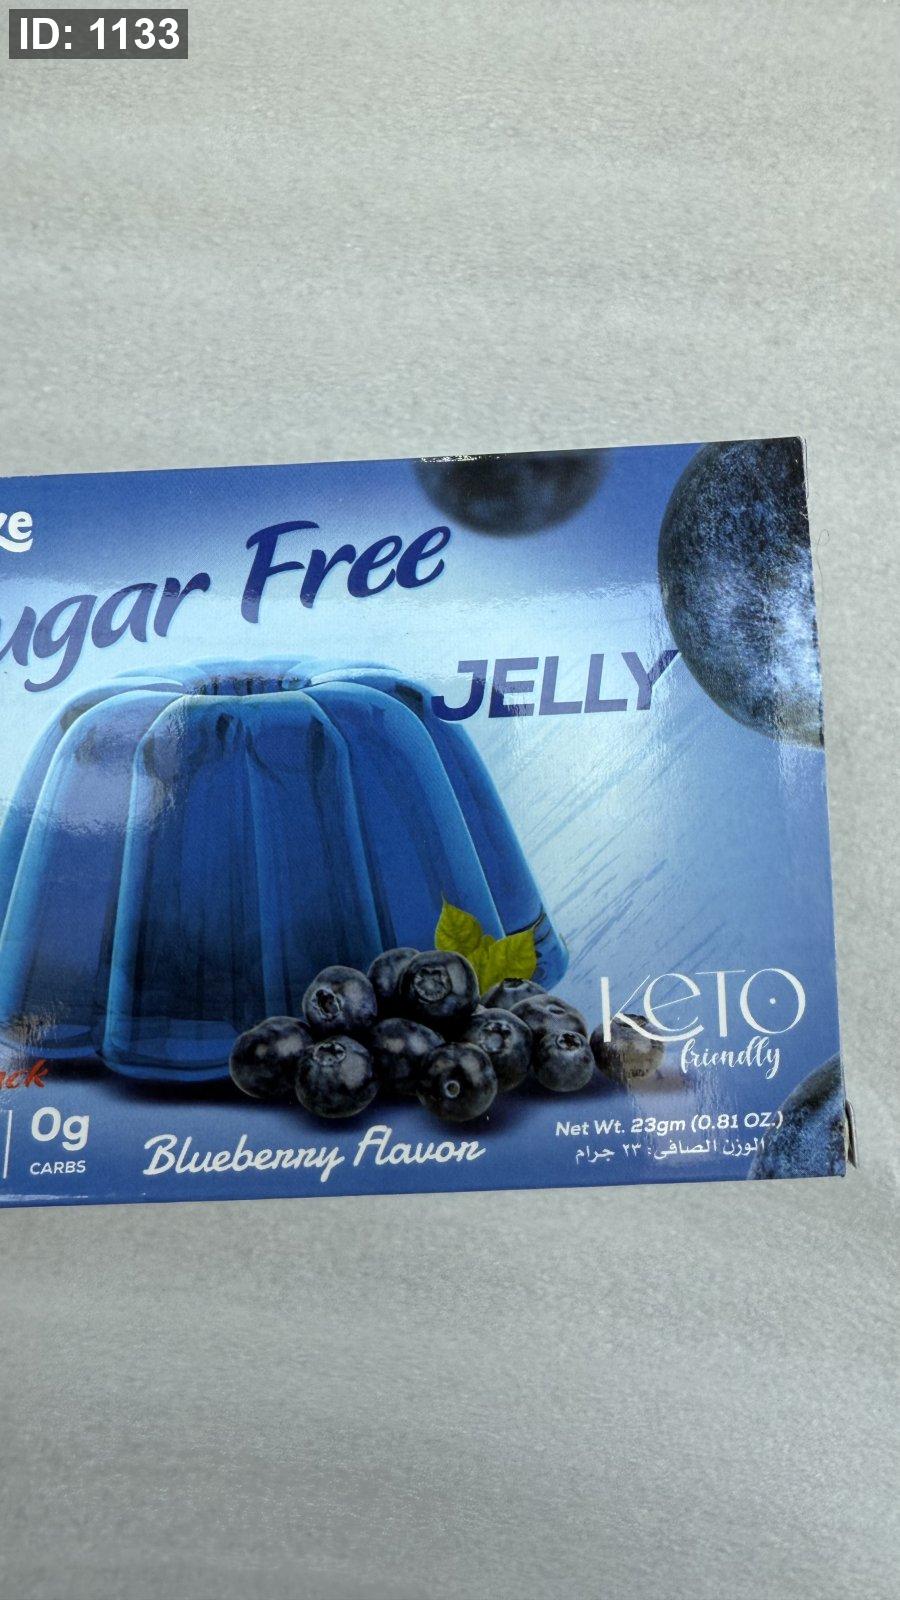 ID: 1133
Free
JELLY
KETO
friendly
0g
CARBS
Blueberry Flavor
Net Wt. 23gm (0.81 OZ.)
الوزن الصافي: ٢٣ جرام